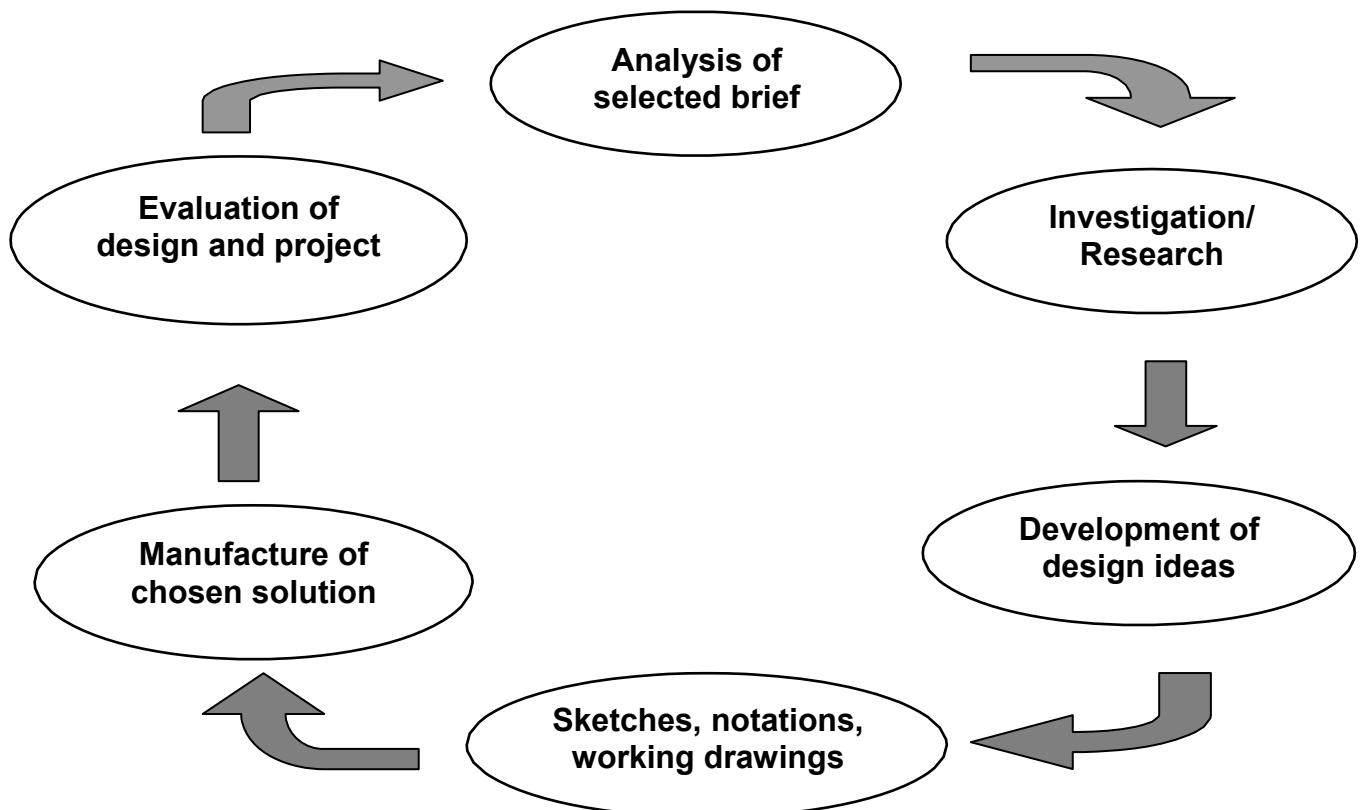 Analysis of
selected brief
Investigation/
Research
Development of
design ideas
Sketches, notations,
working drawings
Manufacture of
chosen solution
Evaluation of
design and project